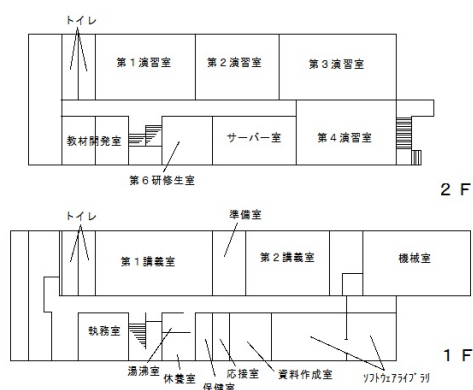 トイレ
第１演習室 第２演習室 第３演習室
教材開発室 サーバー室 第４演習室
第６研修生室
２Ｆ
トイレ 準備室
第１講義室 第２講義室 機械室
執務室
湯沸室 休養室 保健室 応接室 資料作成室 ｿﾌﾄｳｪｱﾗｲﾌﾞﾗﾘ
１Ｆ